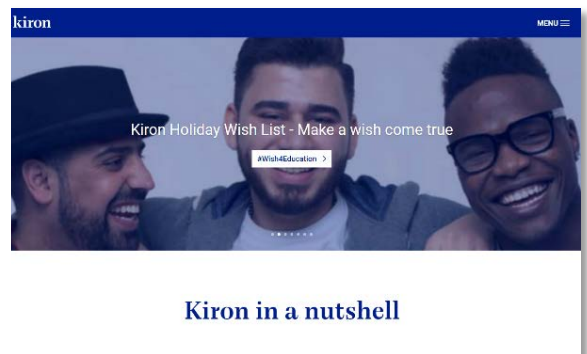 kiron
MENU
Kiron Holiday Wish List - Make a wish come true
#Wish4Education >
Kiron in a nutshell